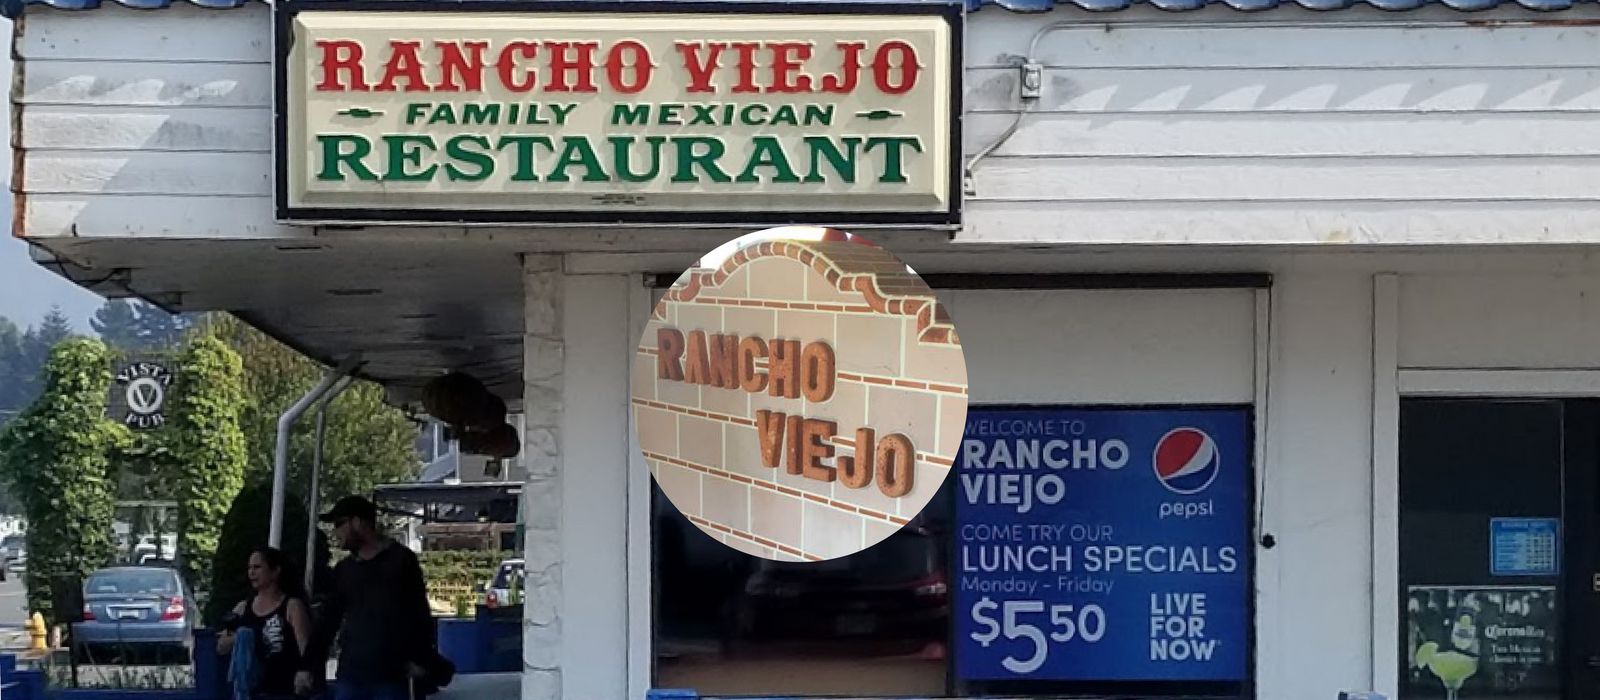 RANCHO VIEJO
FAMILY MEXICAN
RESTAURANT
RANCHO
VIEJO
VISTA
V
PUB
WELCOME TO
RANCHO
VIEJO
pepsi
COME TRY OUR
LUNCH SPECIALS
Monday - Friday
$5.50
LIVE
FOR
NOW